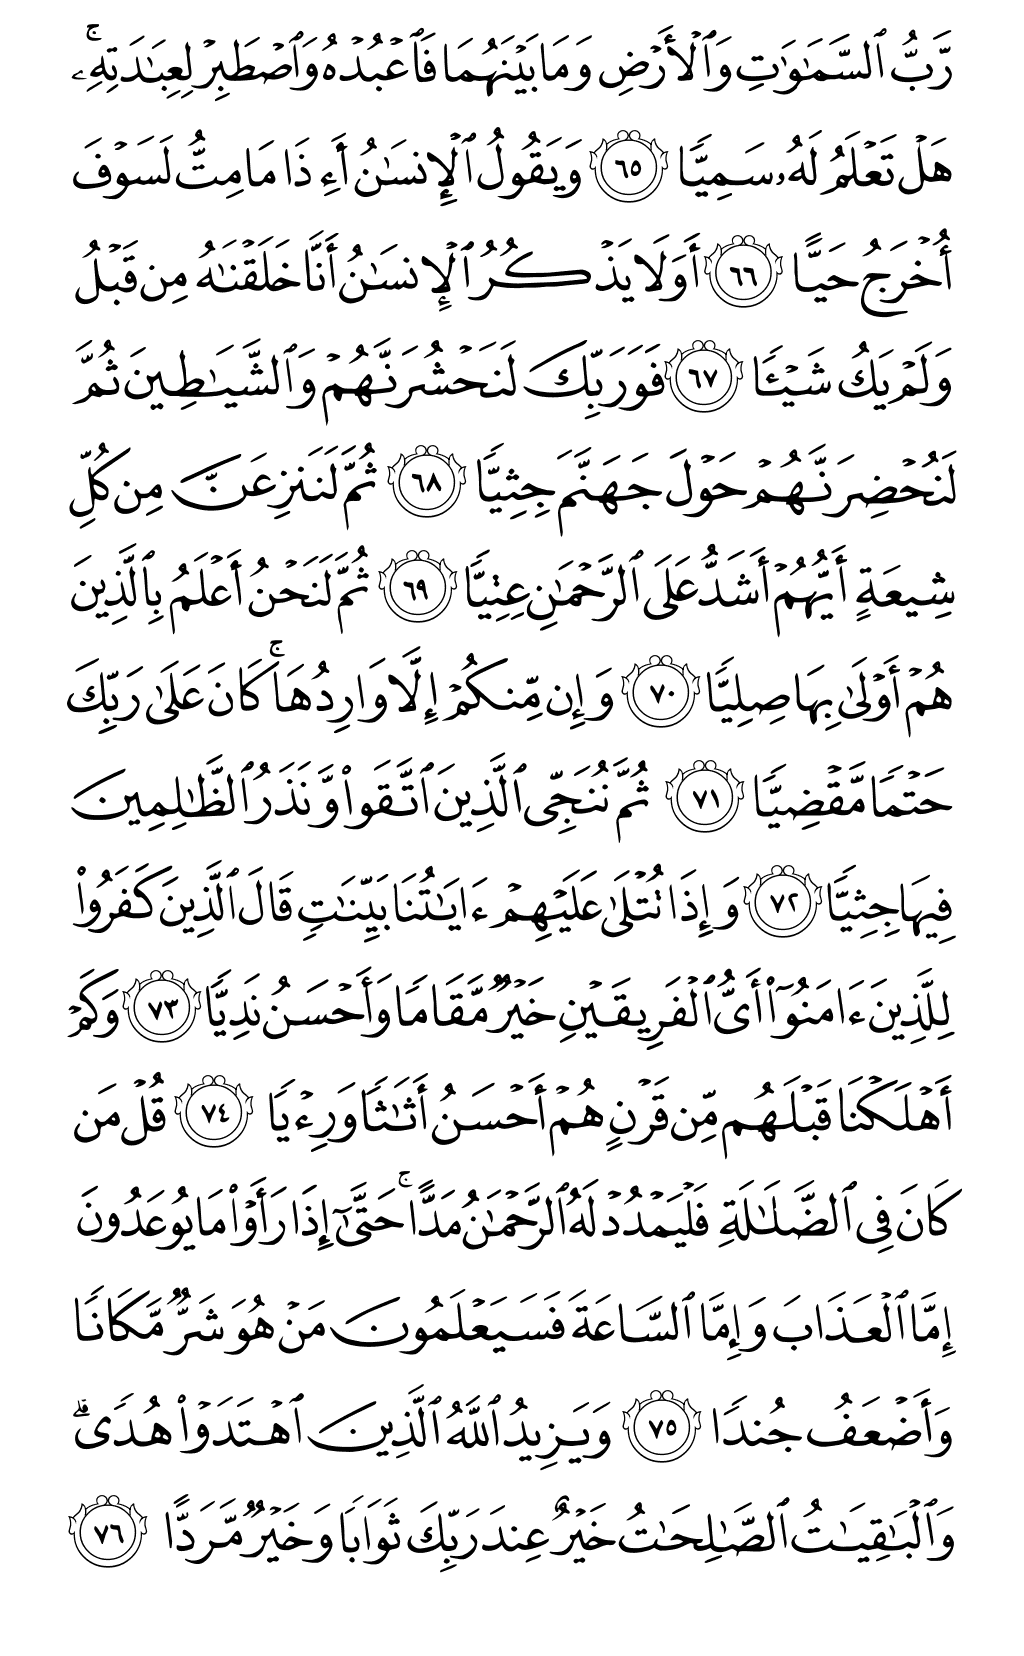 رَّبُّ ٱلسَّمَٰوَٰتِ وَٱلْأَرْضِ وَمَا بَيْنَهُمَا فَٱعْبُدْهُ وَٱصْطَبِرْ لِعِبَٰدَتِهِۦۚ
هَلْ تَعْلَمُ لَهُۥ سَمِيًّا ٦٥ وَيَقُولُ ٱلْإِنسَٰنُ أَءِذَا مَا مِتُّ لَسَوْفَ
أُخْرَجُ حَيًّا ٦٦ أَوَلَا يَذْكُرُ ٱلْإِنسَٰنُ أَنَّا خَلَقْنَٰهُ مِن قَبْلُ
وَلَمْ يَكُ شَيْـًٔا ٦٧ فَوَرَبِّكَ لَنَحْشُرَنَّهُمْ وَٱلشَّيَٰطِينَ ثُمَّ
لَنُحْضِرَنَّهُمْ حَوْلَ جَهَنَّمَ جِثِيًّا ٦٨ ثُمَّ لَنَنزِعَنَّ مِن كُلِّ
شِيعَةٍ أَيُّهُمْ أَشَدُّ عَلَى ٱلرَّحْمَٰنِ عِتِيًّا ٦٩ ثُمَّ لَنَحْنُ أَعْلَمُ بِٱلَّذِينَ
هُمْ أَوْلَىٰ بِهَا صِلِيًّا ٧٠ وَإِن مِّنكُمْ إِلَّا وَارِدُهَاۚ كَانَ عَلَىٰ رَبِّكَ
حَتْمًا مَّقْضِيًّا ٧١ ثُمَّ نُنَجِّى ٱلَّذِينَ ٱتَّقَوا۟ وَّنَذَرُ ٱلظَّٰلِمِينَ
فِيهَا جِثِيًّا ٧٢ وَإِذَا تُتْلَىٰ عَلَيْهِمْ ءَايَٰتُنَا بَيِّنَٰتٍ قَالَ ٱلَّذِينَ كَفَرُوا۟
لِلَّذِينَ ءَامَنُوٓا۟ أَىُّ ٱلْفَرِيقَيْنِ خَيْرٌ مَّقَامًا وَأَحْسَنُ نَدِيًّا ٧٣ وَكَمْ
أَهْلَكْنَا قَبْلَهُم مِّن قَرْنٍ هُمْ أَحْسَنُ أَثَٰثًا وَرِءْيًا ٧٤ قُلْ مَن
كَانَ فِى ٱلضَّلَٰلَةِ فَلْيَمْدُدْ لَهُ ٱلرَّحْمَٰنُ مَدًّاۚ حَتَّىٰٓ إِذَا رَأَوْا۟ مَا يُوعَدُونَ
إِمَّا ٱلْعَذَابَ وَإِمَّا ٱلسَّاعَةَ فَسَيَعْلَمُونَ مَنْ هُوَ شَرٌّ مَّكَانًا
وَأَضْعَفُ جُندًا ٧٥ وَيَزِيدُ ٱللَّهُ ٱلَّذِينَ ٱهْتَدَوْا۟ هُدًىۗ
وَٱلْبَٰقِيَٰتُ ٱلصَّٰلِحَٰتُ خَيْرٌ عِندَ رَبِّكَ ثَوَابًا وَخَيْرٌ مَّرَدًّا ٧٦